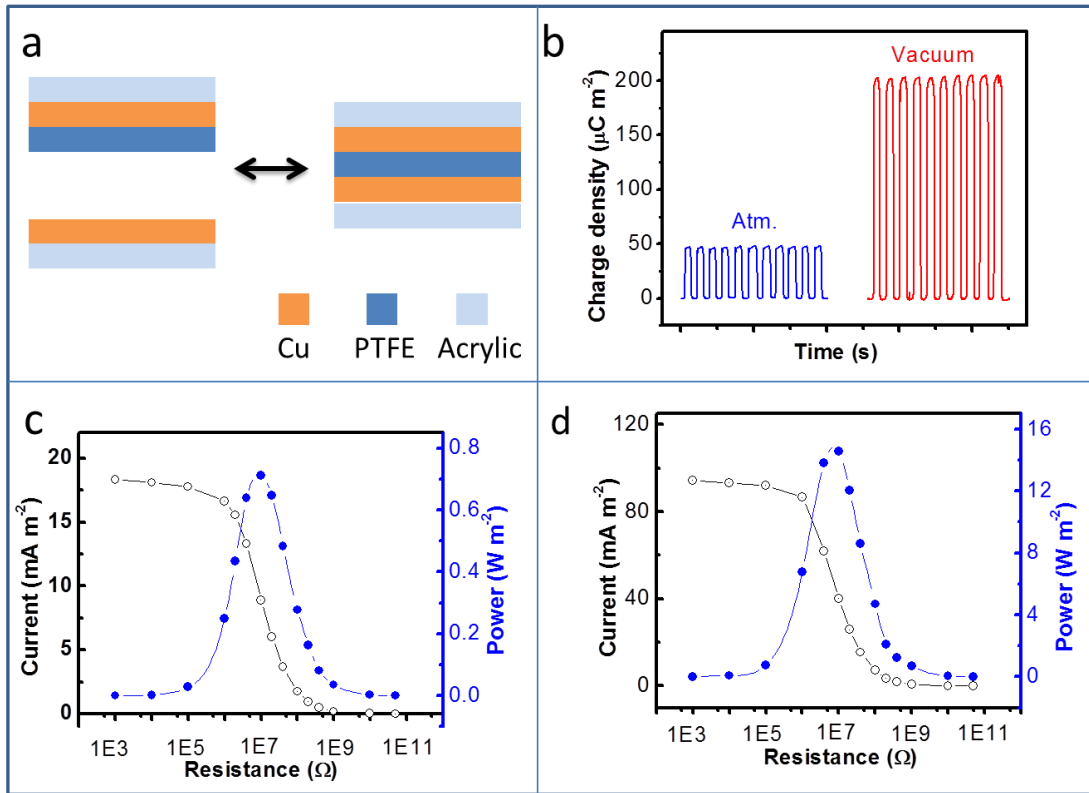 a
Cu PTFE Acrylic
b
Charge density (μC m⁻²)
200
150
100
50
0
Atm.
Vacuum
Time (s)
c
Current (mA m⁻²)
20
15
10
5
0
0.8
0.6
0.4
0.2
0.0
Power (W m⁻²)
1E3 1E5 1E7 1E9 1E11
Resistance (Ω)
d
Current (mA m⁻²)
120
80
40
0
16
12
8
4
0
Power (W m⁻²)
1E3 1E5 1E7 1E9 1E11
Resistance (Ω)